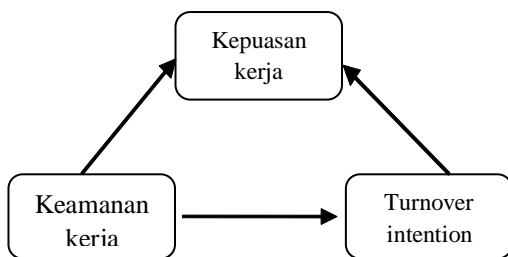 Kepuasan
kerja
Keamanan
kerja
Turnover
intention